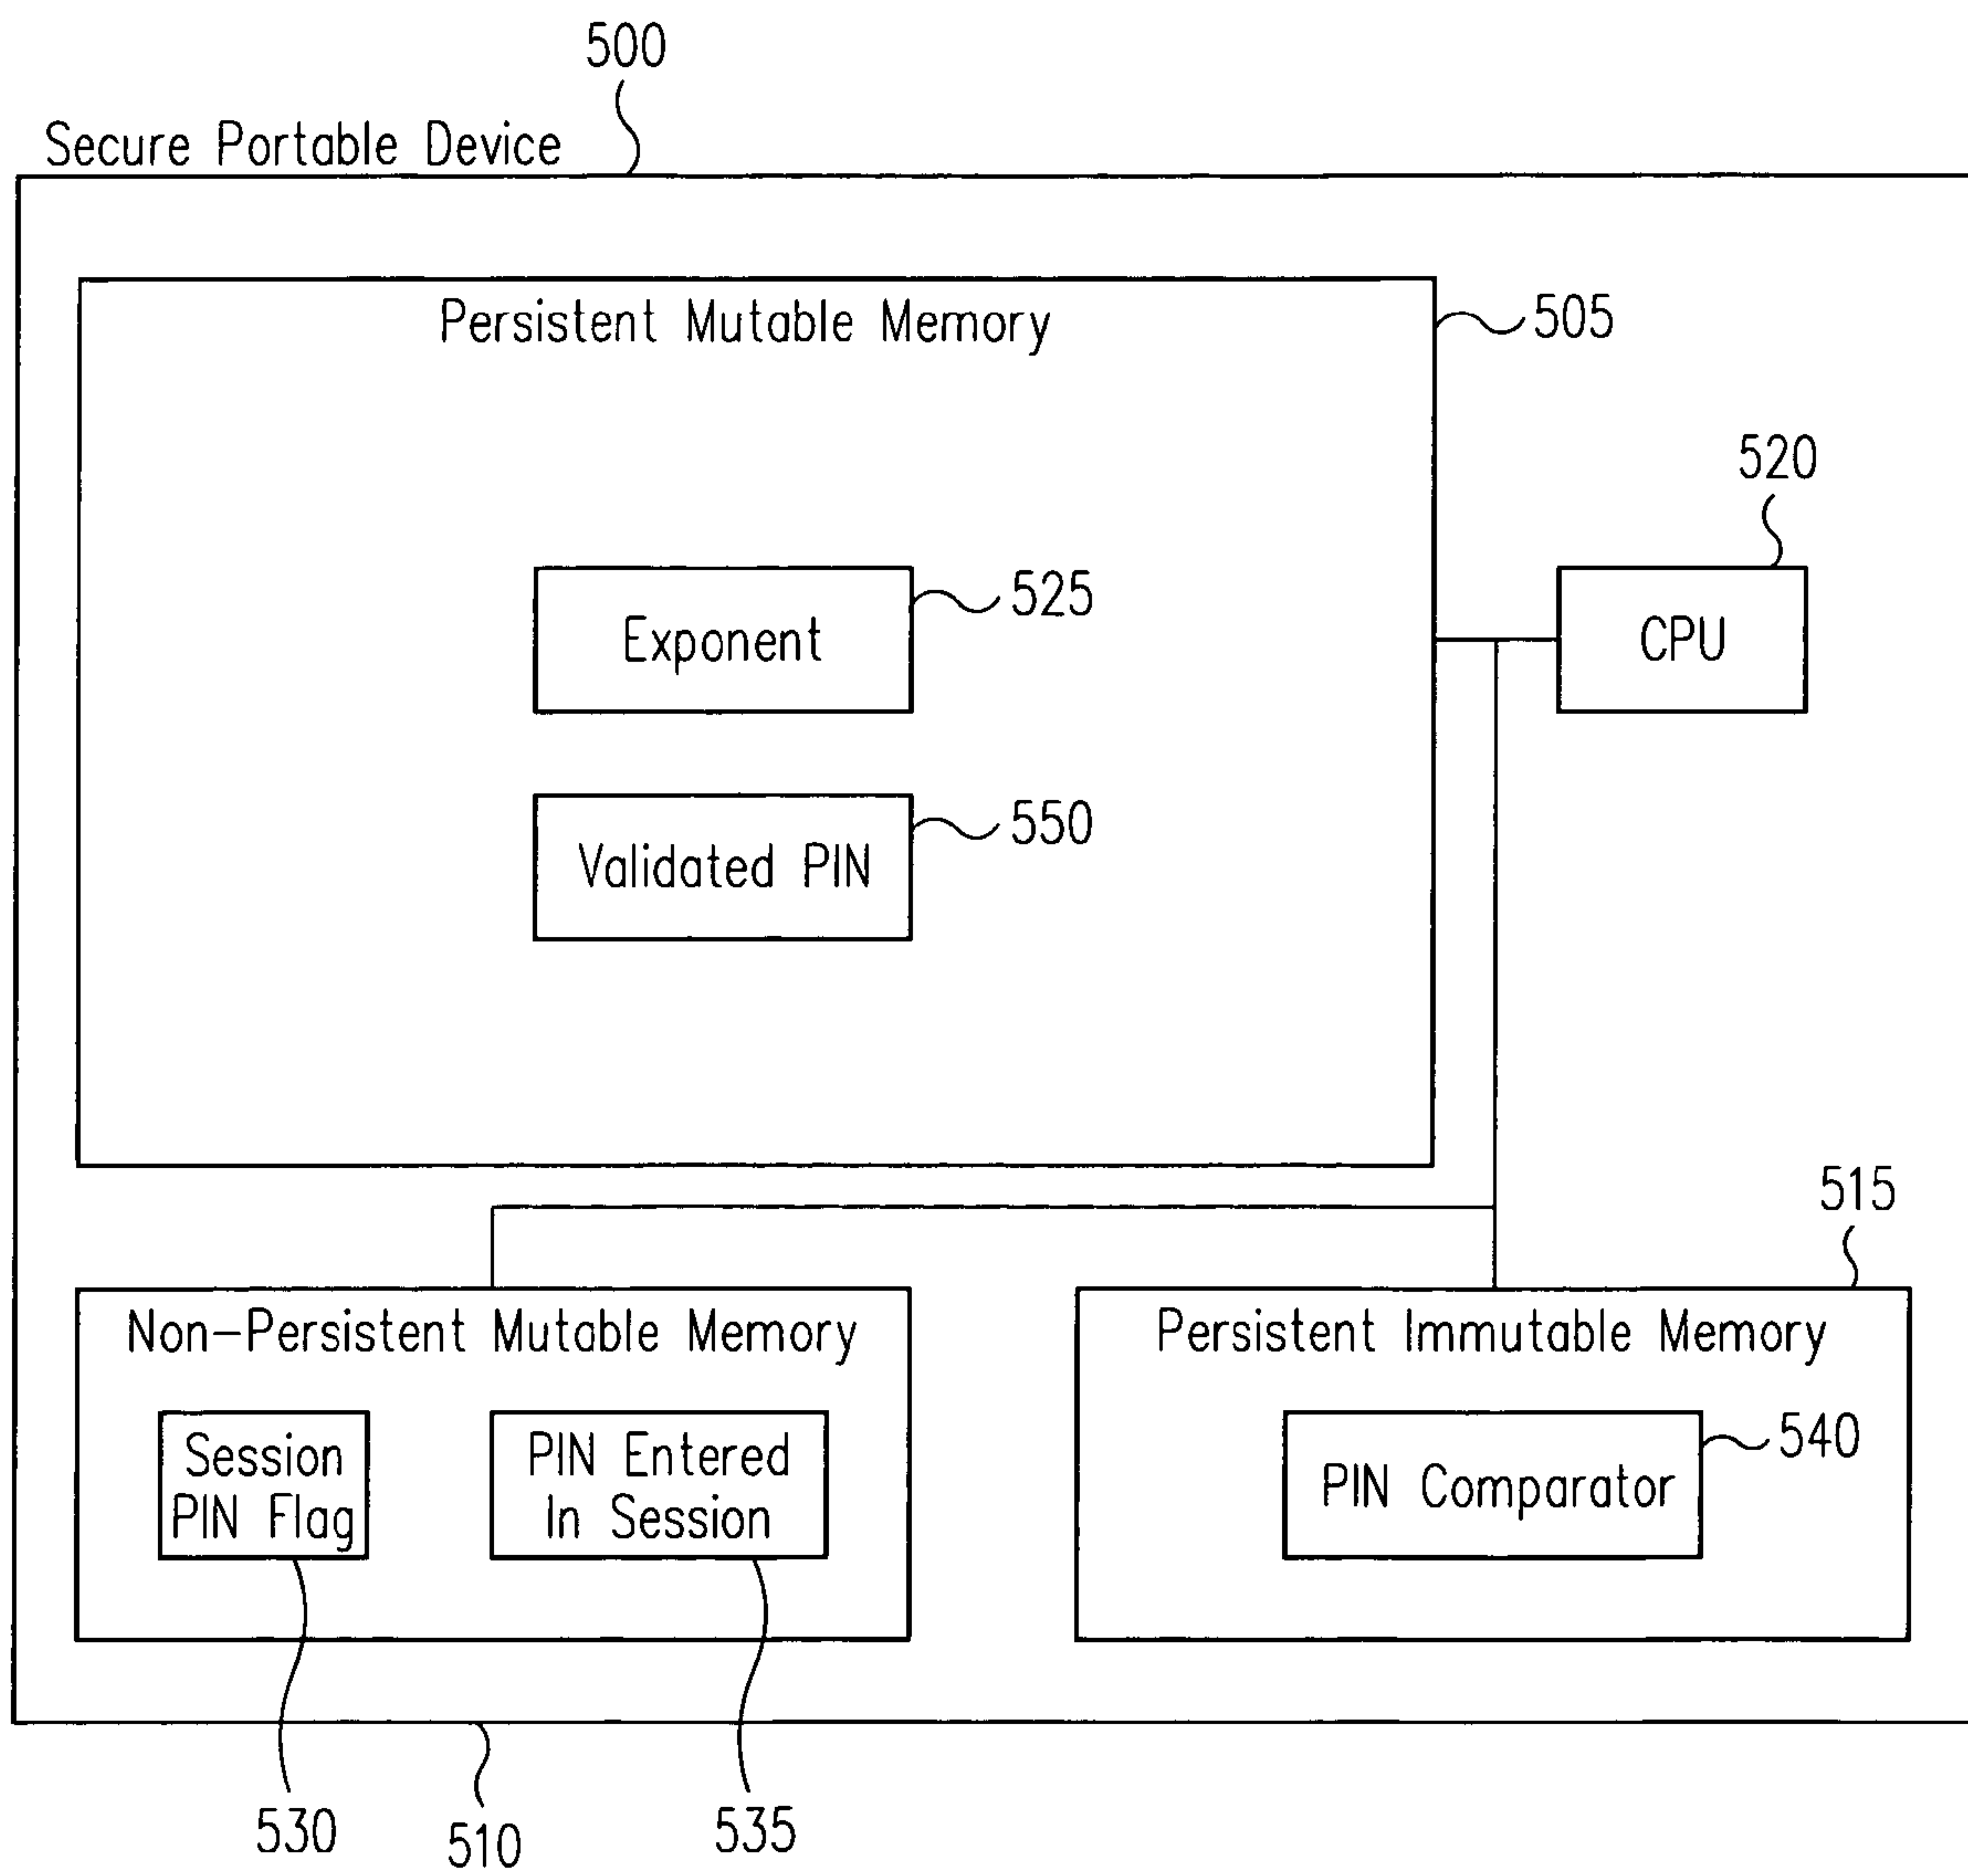 500
Secure Portable Device
Persistent Mutable Memory
505
520
525
Exponent
CPU
550
Validated PIN
515
Non-Persistent Mutable Memory
Persistent Immutable Memory
Session
PIN Flag
PIN Entered
In Session
540
PIN Comparator
530
510
535